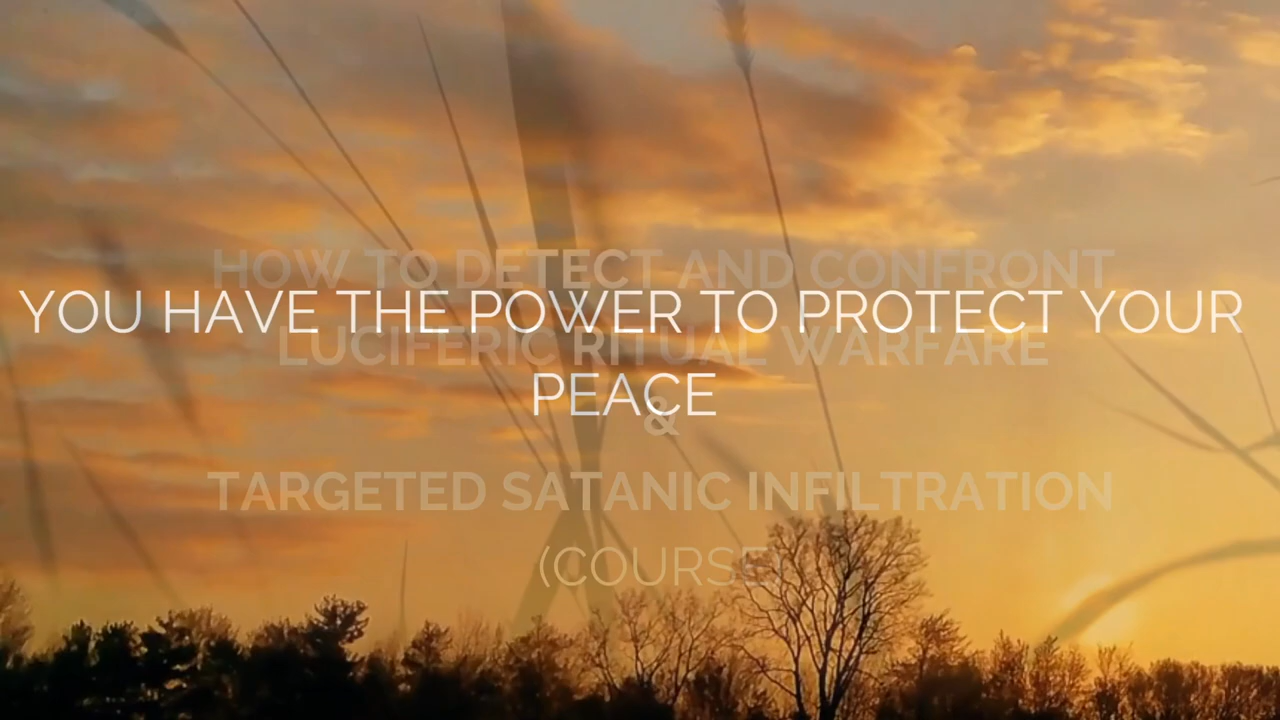 HOW TO DETECT AND CONFRONT
YOU HAVE THE POWER TO PROTECT YOUR
LUCIFERIC RITUAL WARFARE
PEACE
&
TARGETED SATANIC INFILTRATION
(COURSE